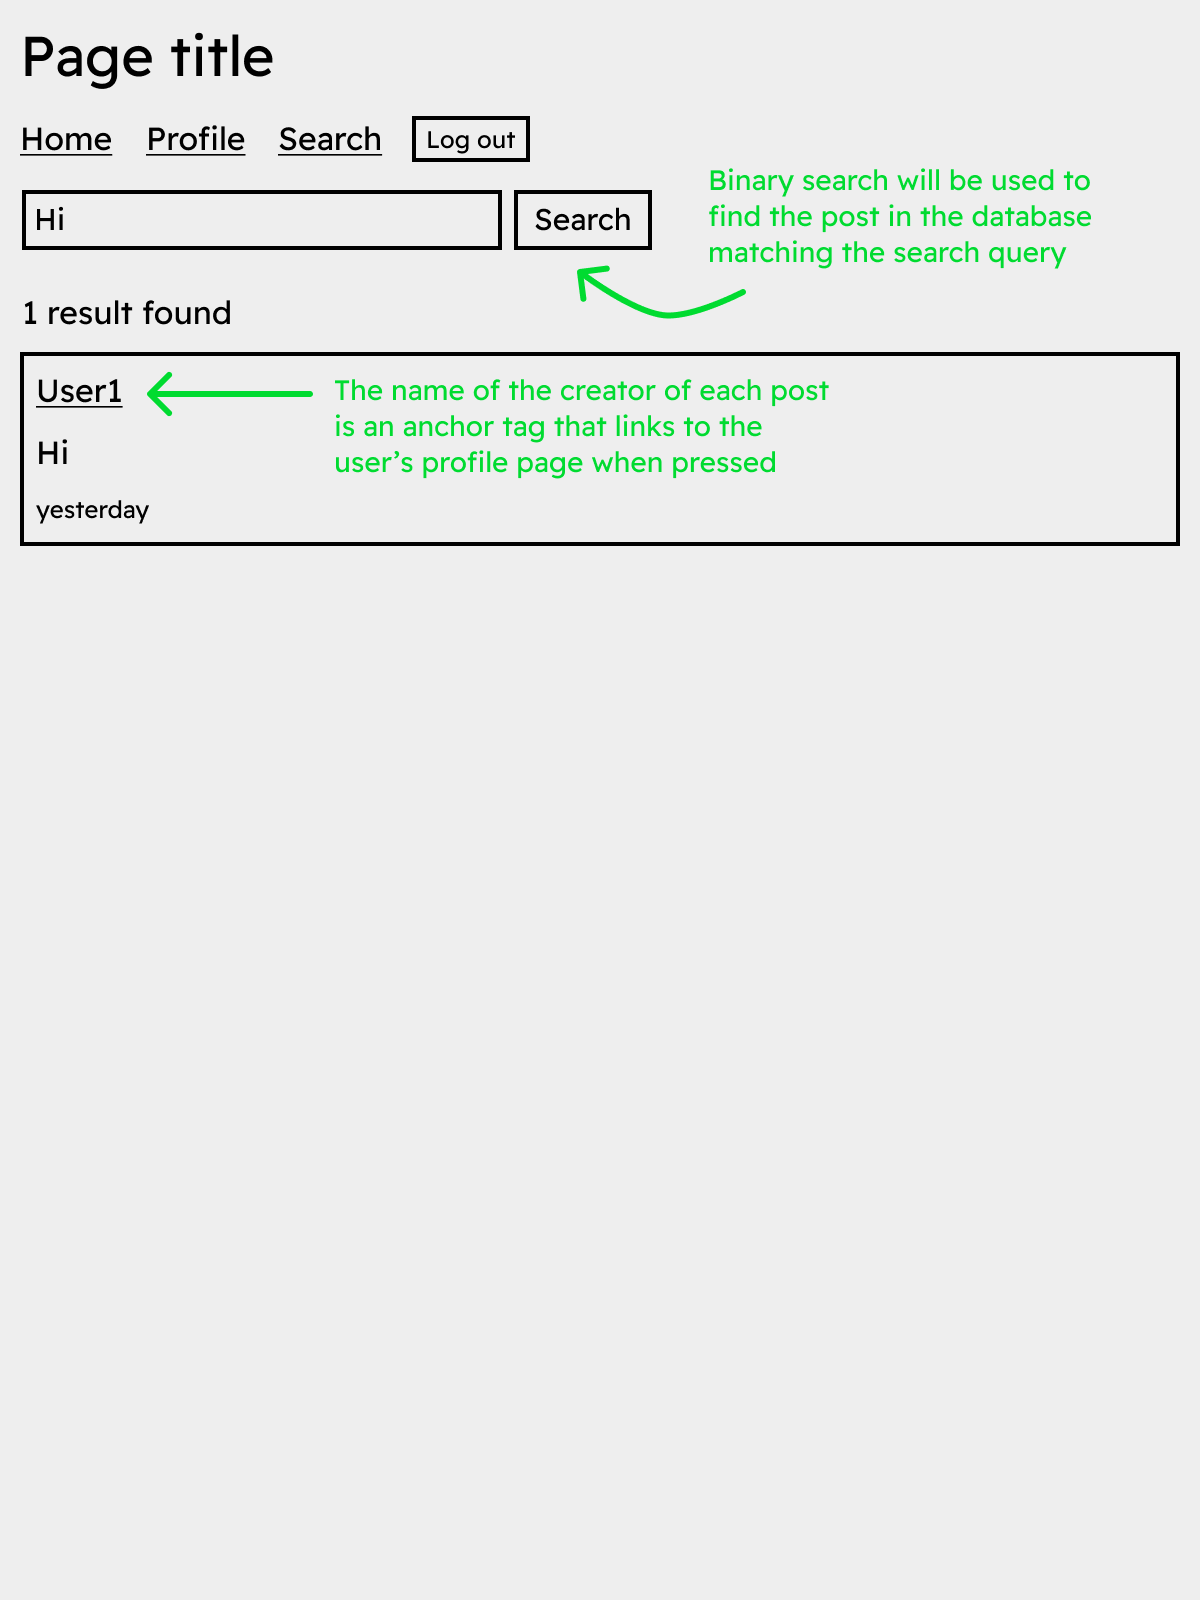 Page title
Home Profile Search Log out
Hi Search
Binary search will be used to
find the post in the database
matching the search query
1 result found
User1
Hi
yesterday
The name of the creator of each post
is an anchor tag that links to the
user’s profile page when pressed